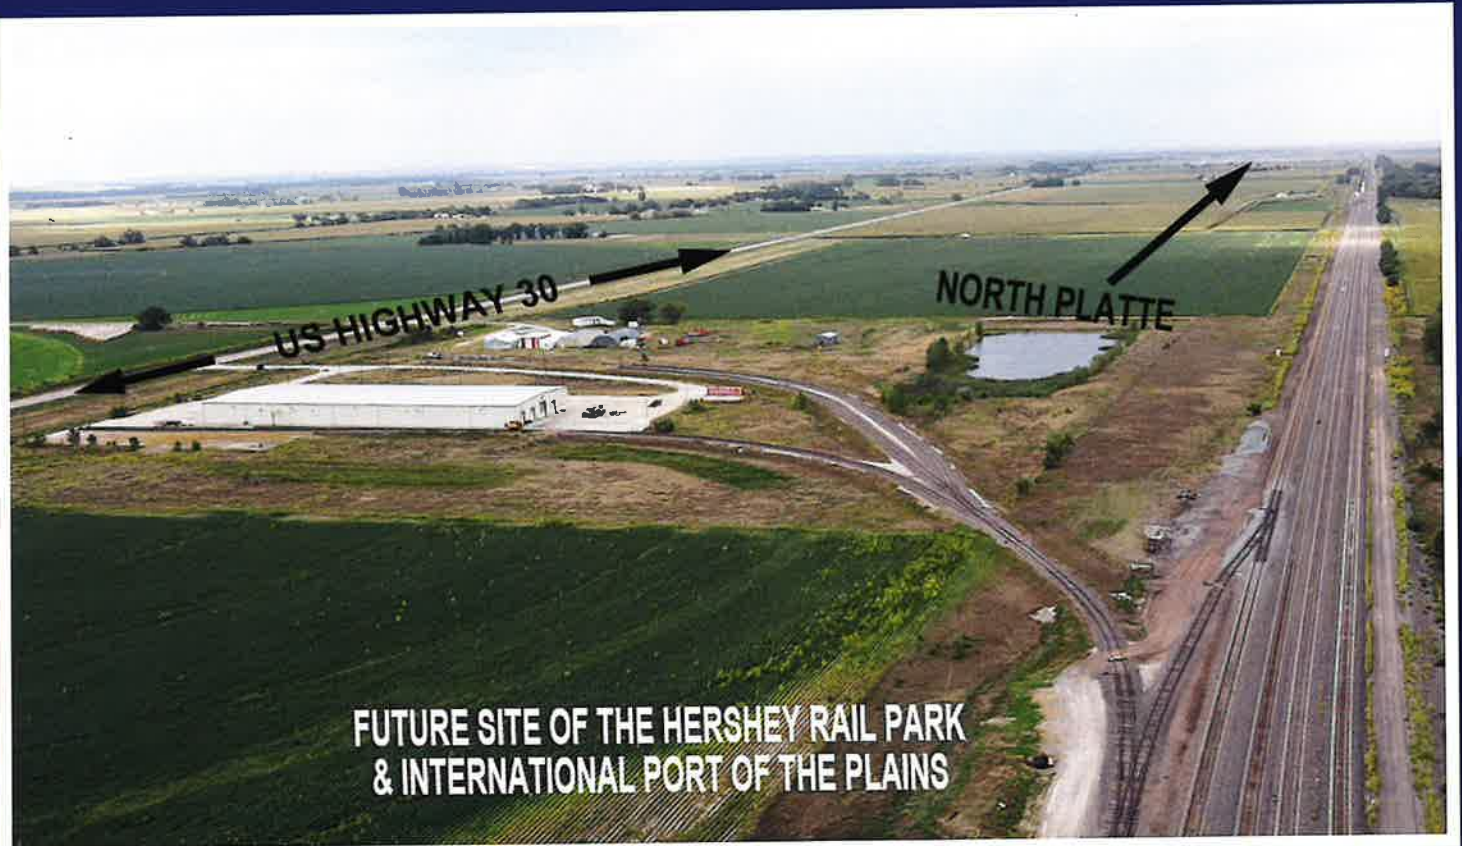 US HIGHWAY 30
NORTH PLATTE
FUTURE SITE OF THE HERSHEY RAIL PARK
& INTERNATIONAL PORT OF THE PLAINS